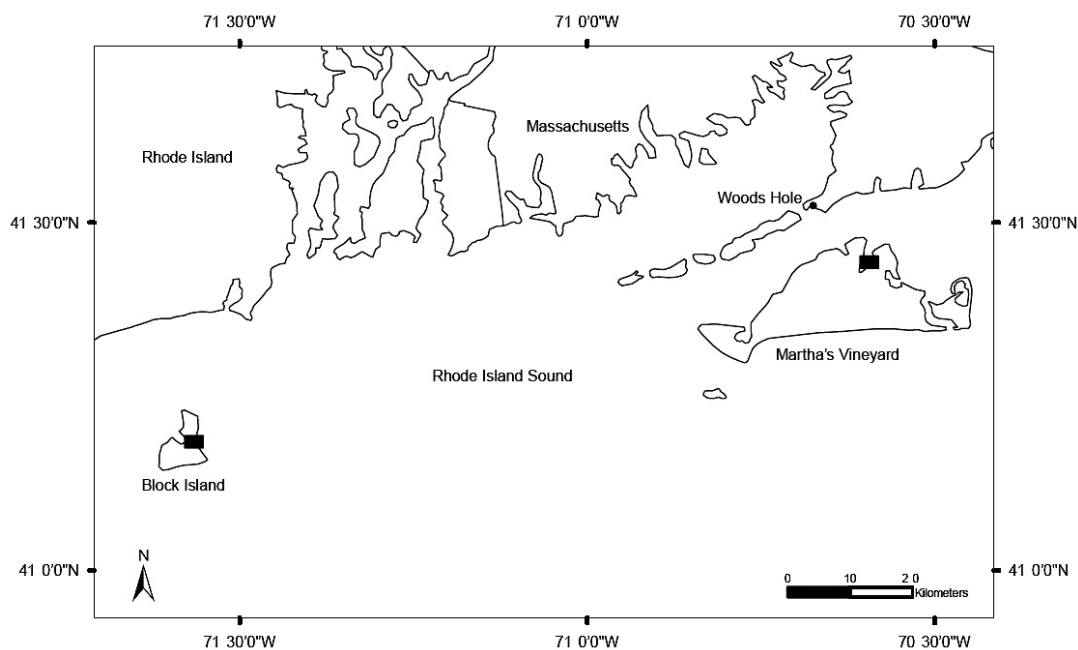 71 30'0"W
71 0'0"W
70 30'0"W
Massachusetts
Rhode Island
Woods Hole
41 30'0"N
41 30'0"N
Martha's Vineyard
Rhode Island Sound
Block Island
N
41 0'0"N
41 0'0"N
0 10 2 0
Kilometers
71 30'0"W
71 0'0"W
70 30'0"W